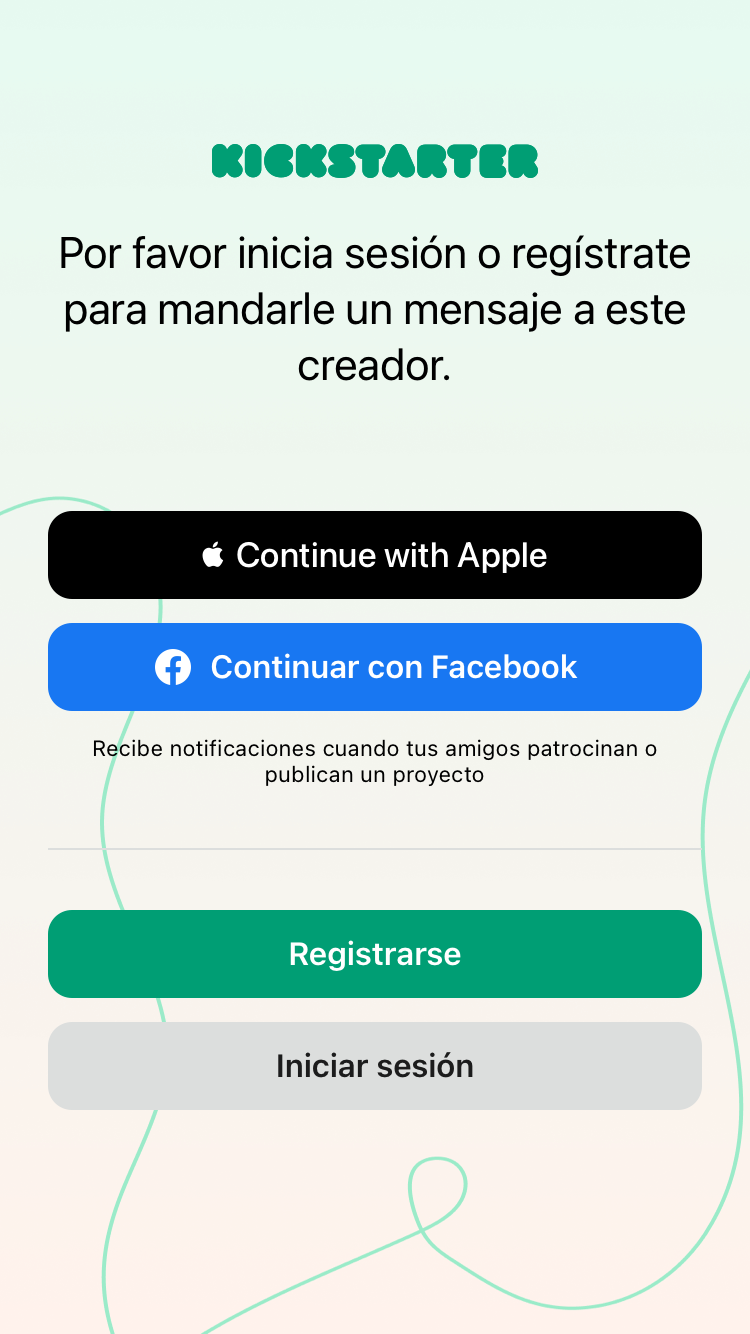 KICKSTARTER
Por favor inicia sesión o regístrate
para mandarle un mensaje a este
creador.
Continue with Apple
Continuar con Facebook
Recibe notificaciones cuando tus amigos patrocinan o
publican un proyecto
Registrarse
Iniciar sesión